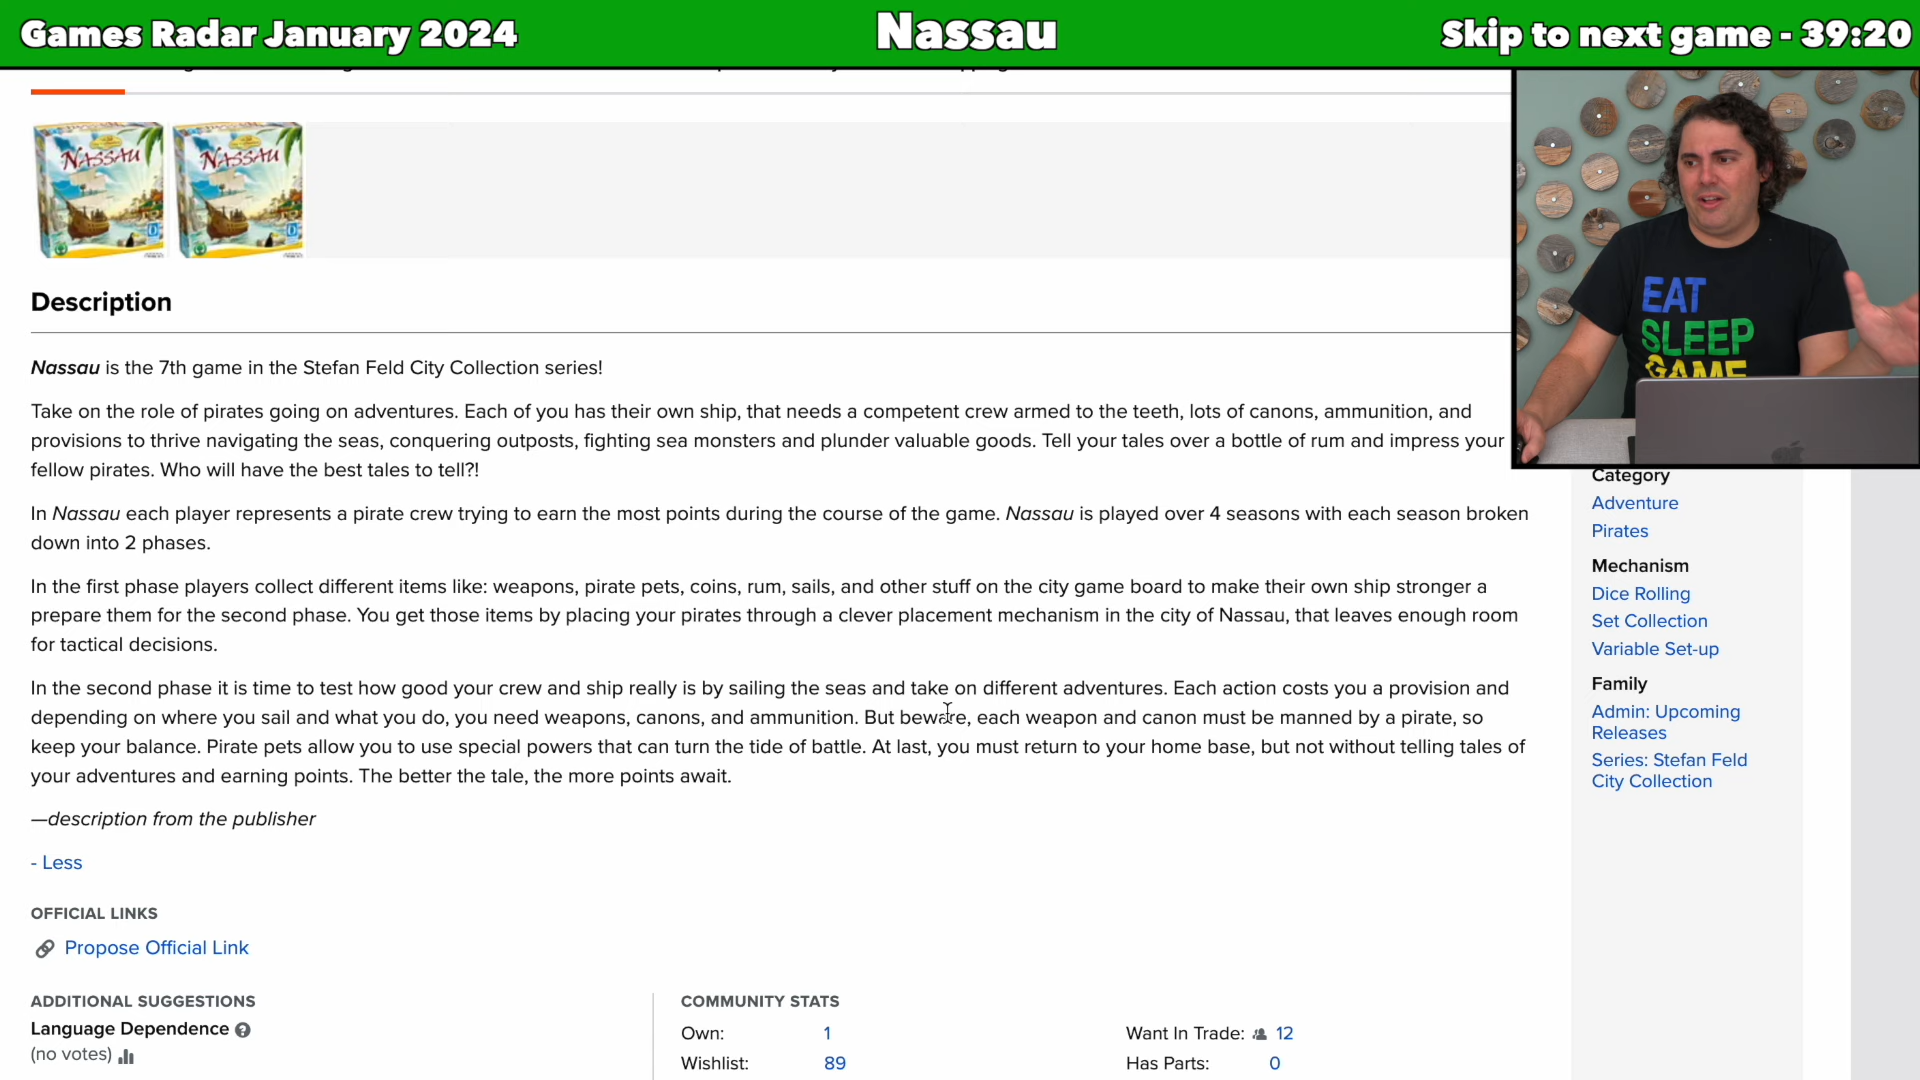 Games Radar January 2024
Nassau
Skip to next game - 39:20
NASSAU
NASSAU
EAT
SLEEP
GAME
Description
Nassau is the 7th game in the Stefan Feld City Collection series!
Take on the role of pirates going on adventures. Each of you has their own ship, that needs a competent crew armed to the teeth, lots of canons, ammunition, and
provisions to thrive navigating the seas, conquering outposts, fighting sea monsters and plunder valuable goods. Tell your tales over a bottle of rum and impress your
fellow pirates. Who will have the best tales to tell?!
In Nassau each player represents a pirate crew trying to earn the most points during the course of the game. Nassau is played over 4 seasons with each season broken
down into 2 phases.
In the first phase players collect different items like: weapons, pirate pets, coins, rum, sails, and other stuff on the city game board to make their own ship stronger a
prepare them for the second phase. You get those items by placing your pirates through a clever placement mechanism in the city of Nassau, that leaves enough room
for tactical decisions.
In the second phase it is time to test how good your crew and ship really is by sailing the seas and take on different adventures. Each action costs you a provision and
depending on where you sail and what you do, you need weapons, canons, and ammunition. But beware, each weapon and canon must be manned by a pirate, so
keep your balance. Pirate pets allow you to use special powers that can turn the tide of battle. At last, you must return to your home base, but not without telling tales of
your adventures and earning points. The better the tale, the more points await.
—description from the publisher
- Less
OFFICIAL LINKS
Propose Official Link
ADDITIONAL SUGGESTIONS
Language Dependence ?
(no votes)
COMMUNITY STATS
Own: 1
Wishlist: 89
Want In Trade: 12
Has Parts: 0
Category
Adventure
Pirates
Mechanism
Dice Rolling
Set Collection
Variable Set-up
Family
Admin: Upcoming
Releases
Series: Stefan Feld
City Collection